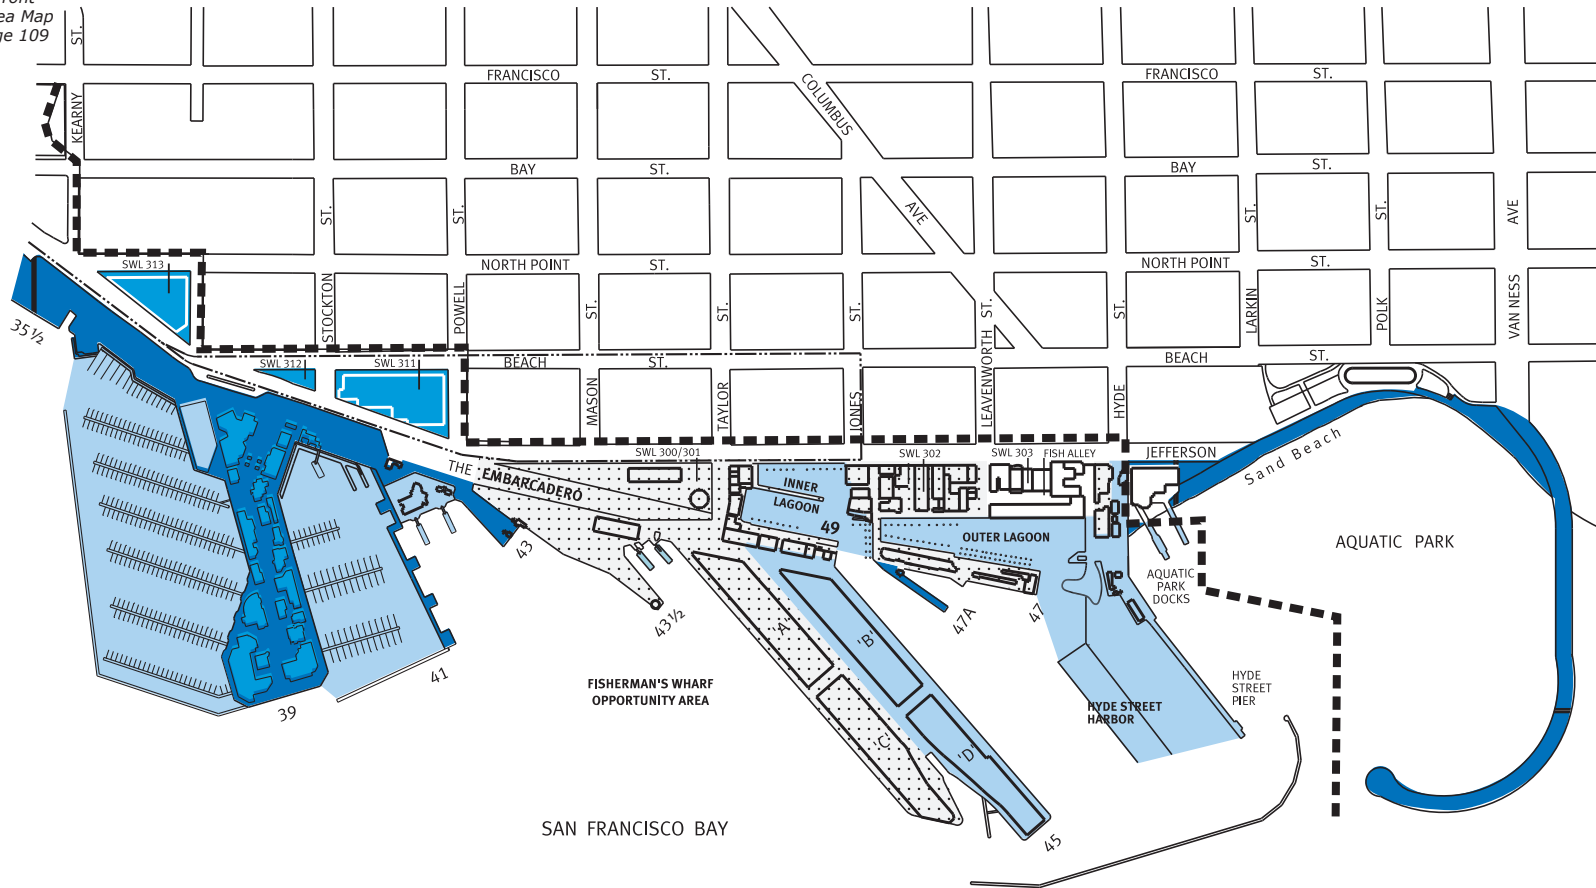 ea Map
ge 109
ST.
KEARNY
FRANCISCO
ST.
COLUMBUS
FRANCISCO
ST.
BAY
ST.
BAY
ST.
ST.
ST.
AVE
ST.
ST.
AVE
SWL 313
NORTH POINT
ST.
NORTH POINT
ST.
STOCKTON
POWELL
ST.
ST.
ST.
LEAVENWORTH
ST.
ST.
LARKIN
POLK
VAN NESS
35½
SWL 312
SWL 311
BEACH
ST.
BEACH
ST.
MASON
TAYLOR
JONES
HYDE
THE EMBARCADERO
SWL 300/301
SWL 302
SWL 303
FISH ALLEY
JEFFERSON
Sand Beach
INNER
LAGOON
49
OUTER LAGOON
AQUATIC PARK
43
AQUATIC
PARK
DOCKS
43½
47A
47
'A'
'B'
'C'
'D'
41
39
FISHERMAN'S WHARF
OPPORTUNITY AREA
HYDE STREET
HARBOR
HYDE
STREET
PIER
SAN FRANCISCO BAY
45